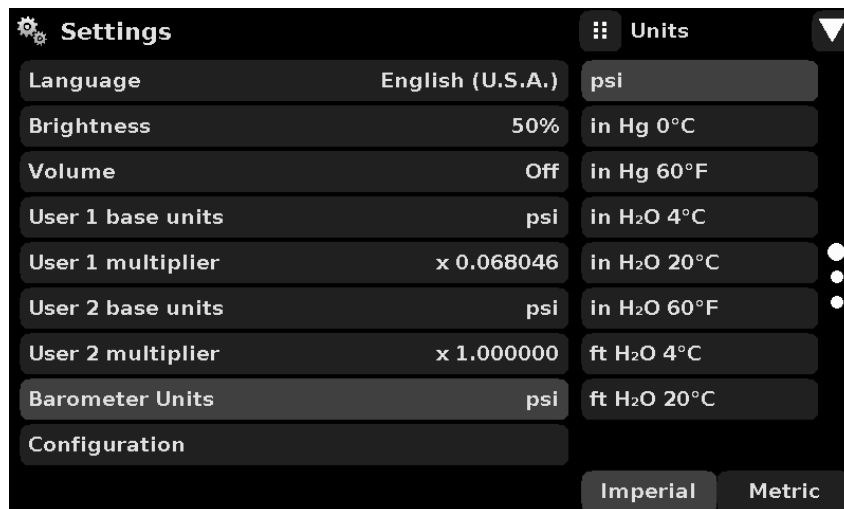 Settings
Language English (U.S.A.)
Brightness 50%
Volume Off
User 1 base units psi
User 1 multiplier x 0.068046
User 2 base units psi
User 2 multiplier x 1.000000
Barometer Units psi
Configuration
Units
psi
in Hg 0°C
in Hg 60°F
in H₂O 4°C
in H₂O 20°C
in H₂O 60°F
ft H₂O 4°C
ft H₂O 20°C
Imperial Metric